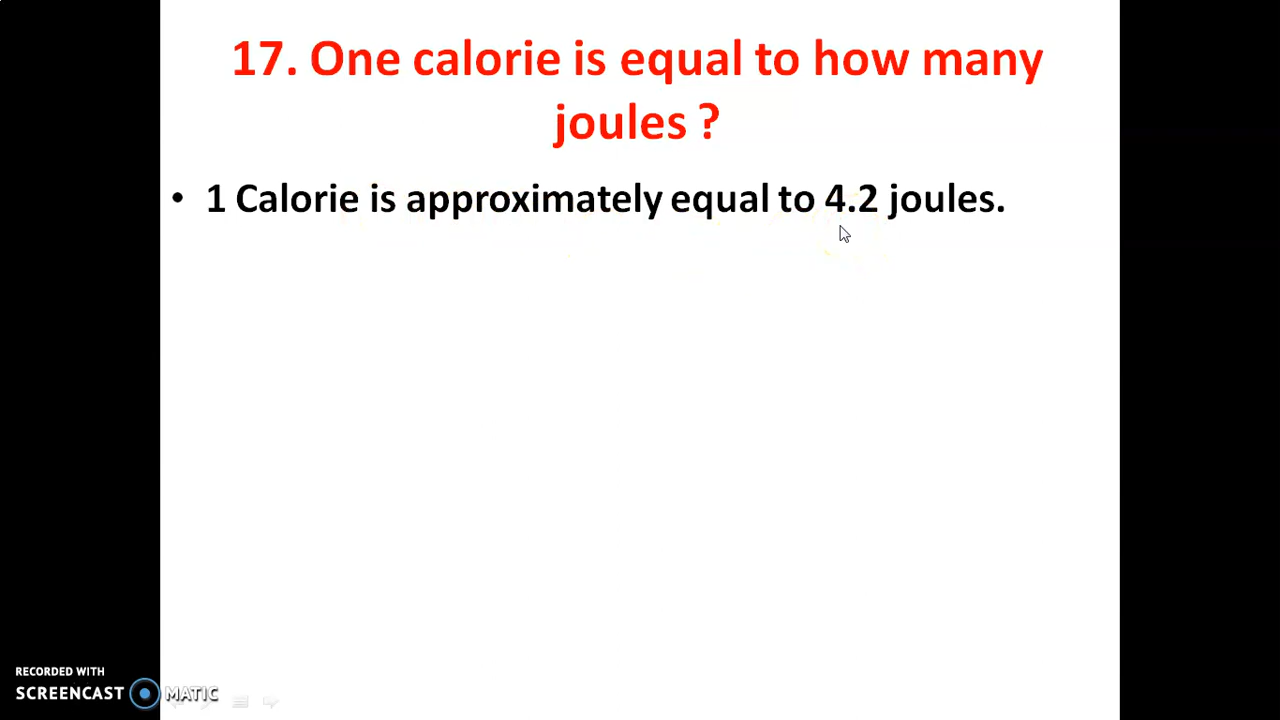 17. One calorie is equal to how many
joules ?
• 1 Calorie is approximately equal to 4.2 joules.
RECORDED WITH
SCREENCAST MATIC